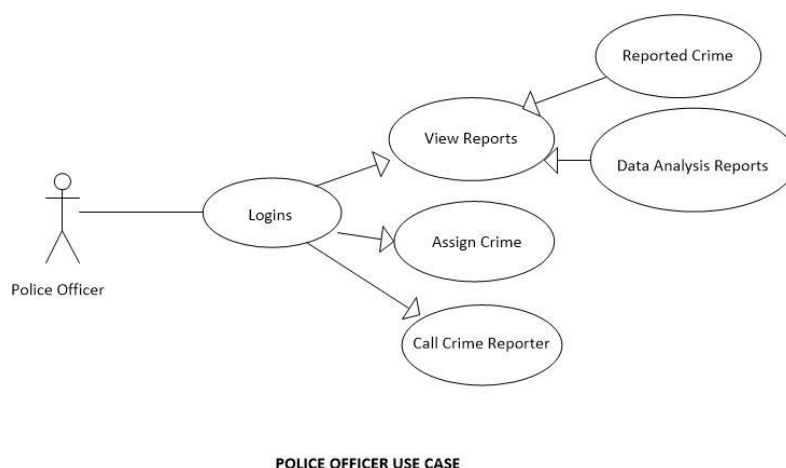 Reported Crime
View Reports
Data Analysis Reports
Logins
Assign Crime
Police Officer
Call Crime Reporter
POLICE OFFICER USE CASE